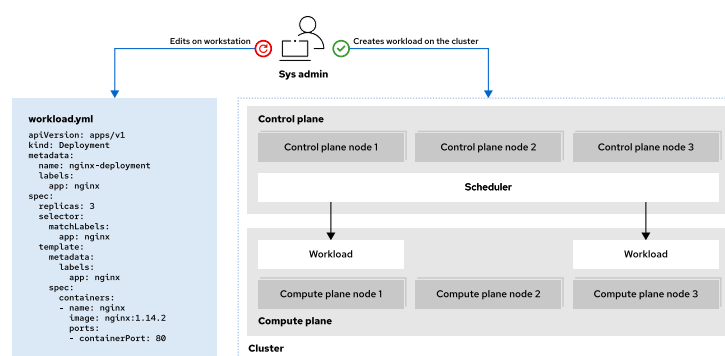 Edits on workstation
Creates workload on the cluster
Sys admin
workload.yml
apiVersion: apps/v1
kind: Deployment
metadata:
  name: nginx-deployment
  labels:
    app: nginx
spec:
  replicas: 3
  selector:
    matchLabels:
      app: nginx
  template:
    metadata:
      labels:
        app: nginx
    spec:
      containers:
      - name: nginx
        image: nginx:1.14.2
        ports:
        - containerPort: 80
Control plane
Control plane node 1
Control plane node 2
Control plane node 3
Scheduler
Workload
Workload
Compute plane node 1
Compute plane node 2
Compute plane node 3
Compute plane
Cluster